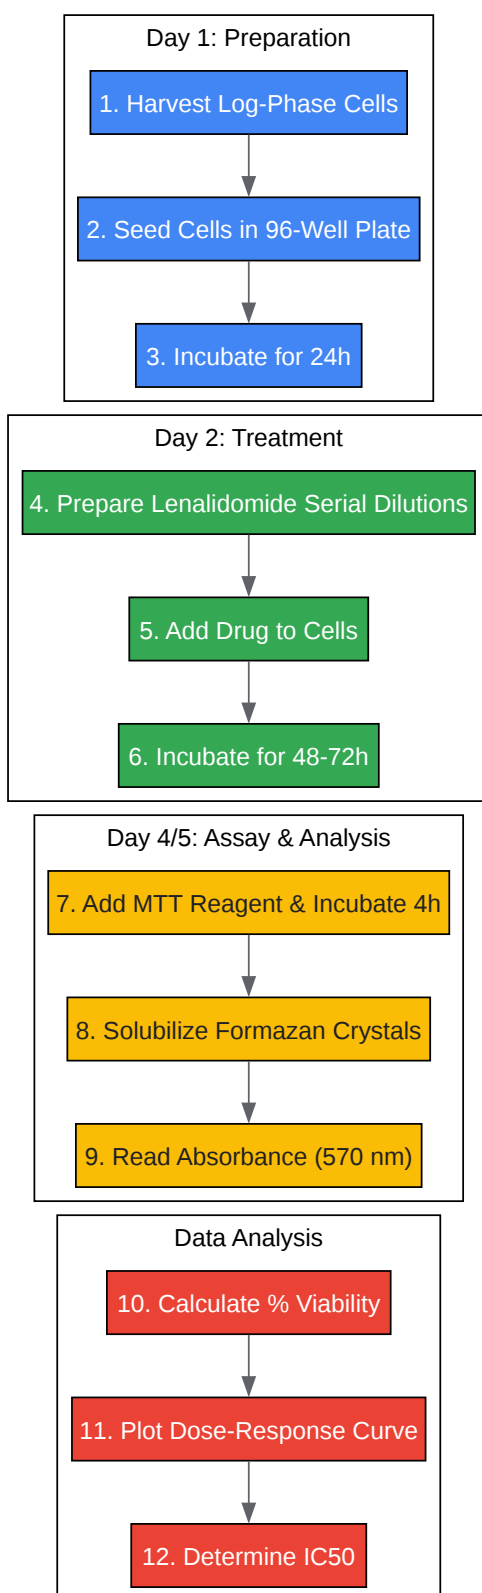 Day 1: Preparation
1. Harvest Log-Phase Cells
2. Seed Cells in 96-Well Plate
3. Incubate for 24h
Day 2: Treatment
4. Prepare Lenalidomide Serial Dilutions
5. Add Drug to Cells
6. Incubate for 48-72h
Day 4/5: Assay & Analysis
7. Add MTT Reagent & Incubate 4h
8. Solubilize Formazan Crystals
9. Read Absorbance (570 nm)
Data Analysis
10. Calculate % Viability
11. Plot Dose-Response Curve
12. Determine IC50